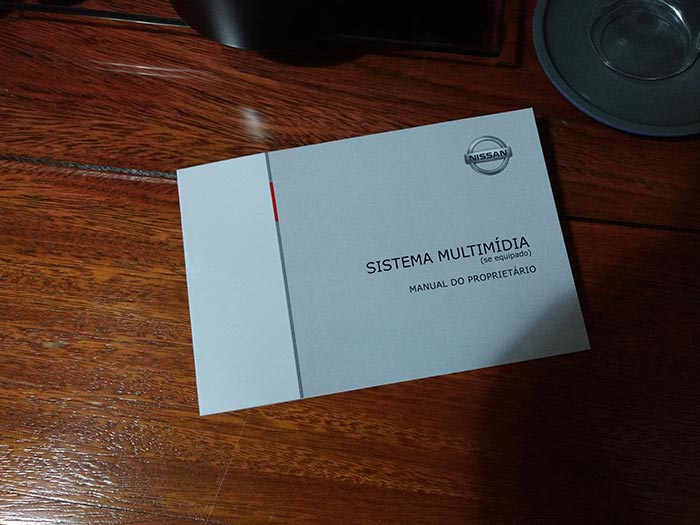 NISSAN
SISTEMA MULTIMÍDIA
(se equipado)
MANUAL DO PROPRIETÁRIO